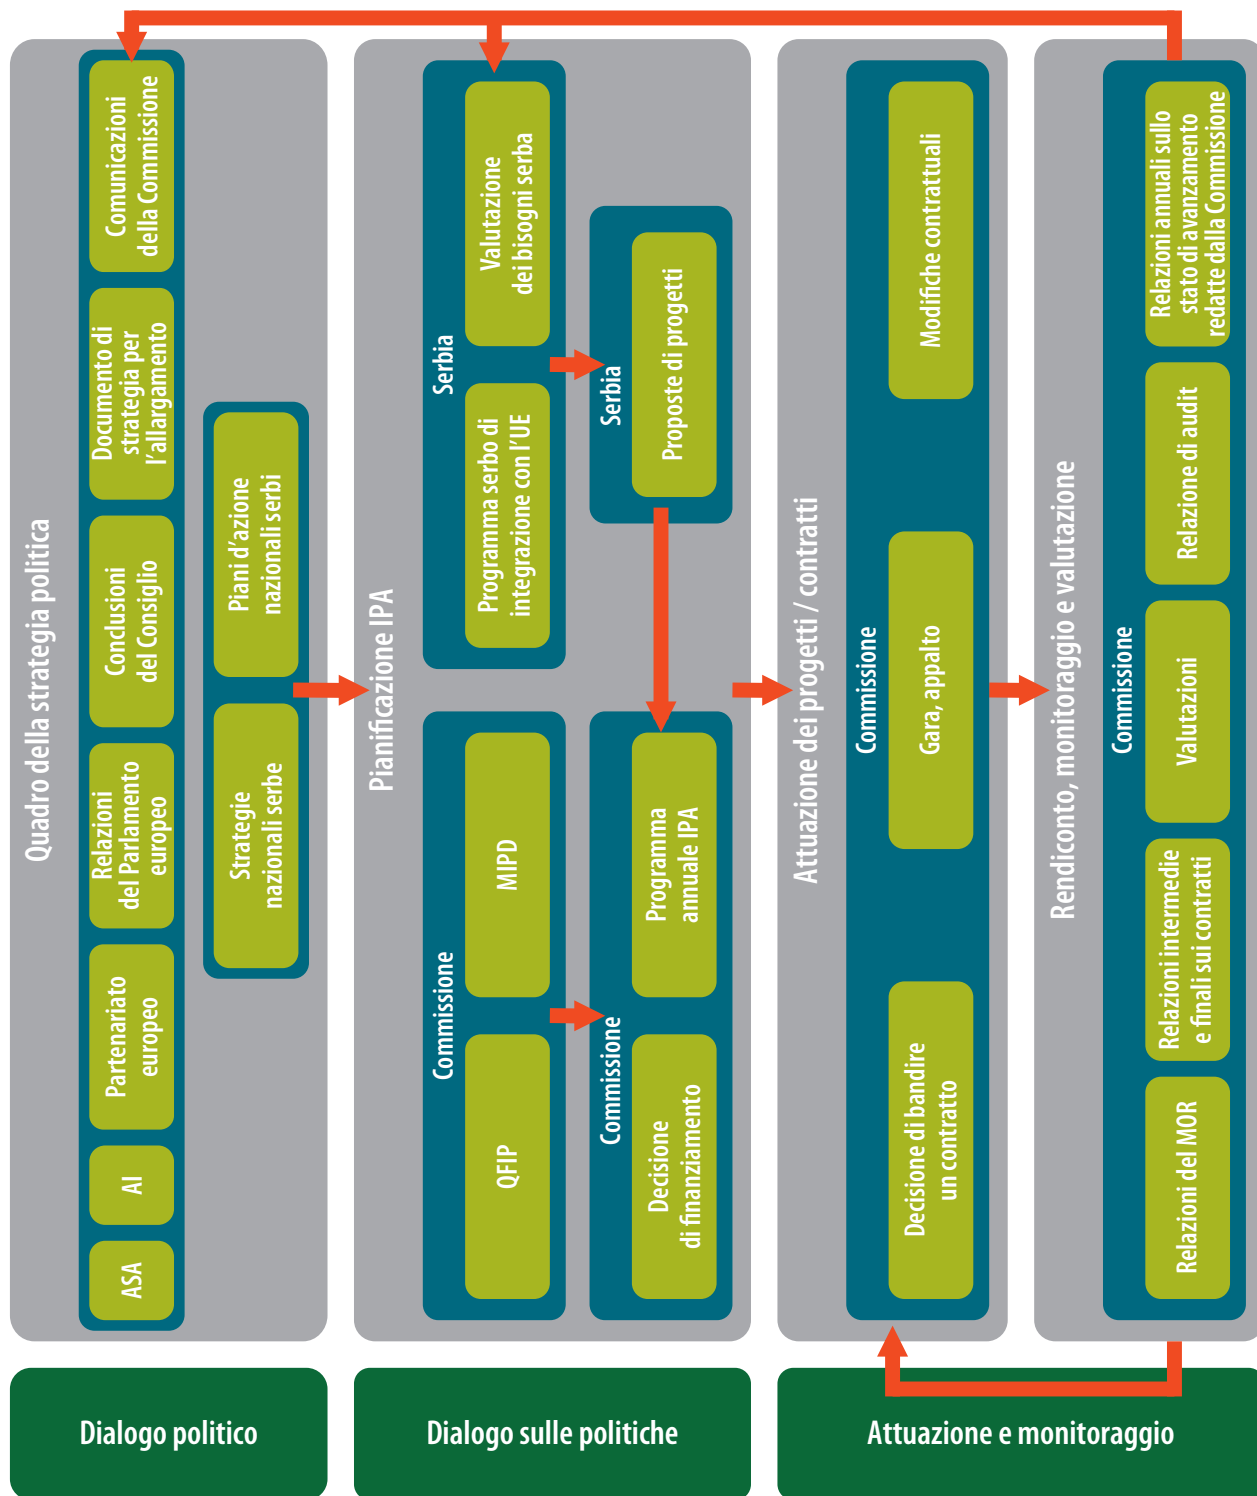 Quadro della strategia politica
ASA
AI
Partenariato
europeo
Relazioni
del Parlamento
europeo
Conclusioni
del Consiglio
Documento di
strategia per
l'allargamento
Comunicazioni
della Commissione
Strategie
nazionali serbe
Piani d'azione
nazionali serbi
Pianificazione IPA
Commissione
QFIP
MIPD
Serbia
Programma serbo di
integrazione con l'UE
Valutazione
dei bisogni serba
Commissione
Decisione
di finanziamento
Programma
annuale IPA
Serbia
Proposte di progetti
Attuazione dei progetti / contratti
Commissione
Decisione di bandire
un contratto
Gara, appalto
Modifiche contrattuali
Rendiconto, monitoraggio e valutazione
Commissione
Relazioni del MOR
Relazioni intermedie
e finali sui contratti
Valutazioni
Relazione di audit
Relazioni annuali sullo
stato di avanzamento
redatte dalla Commissione
Dialogo politico
Dialogo sulle politiche
Attuazione e monitoraggio